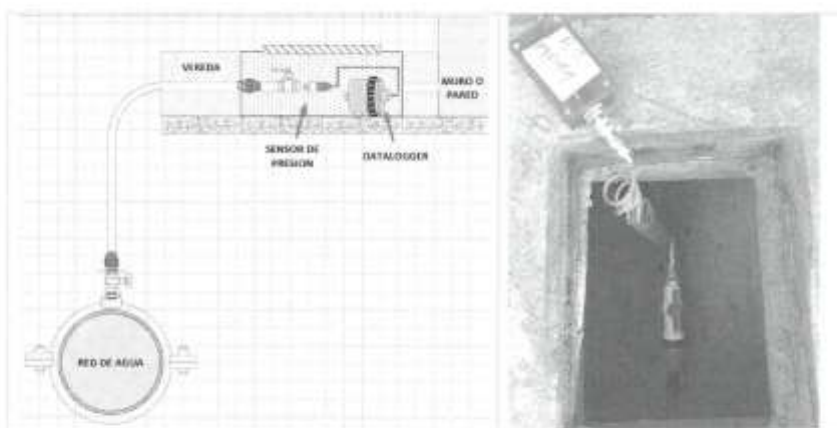 VEREDA
MURO O
PARED
SENSOR DE
PRESION
DATALOGGER
RED DE AGUA